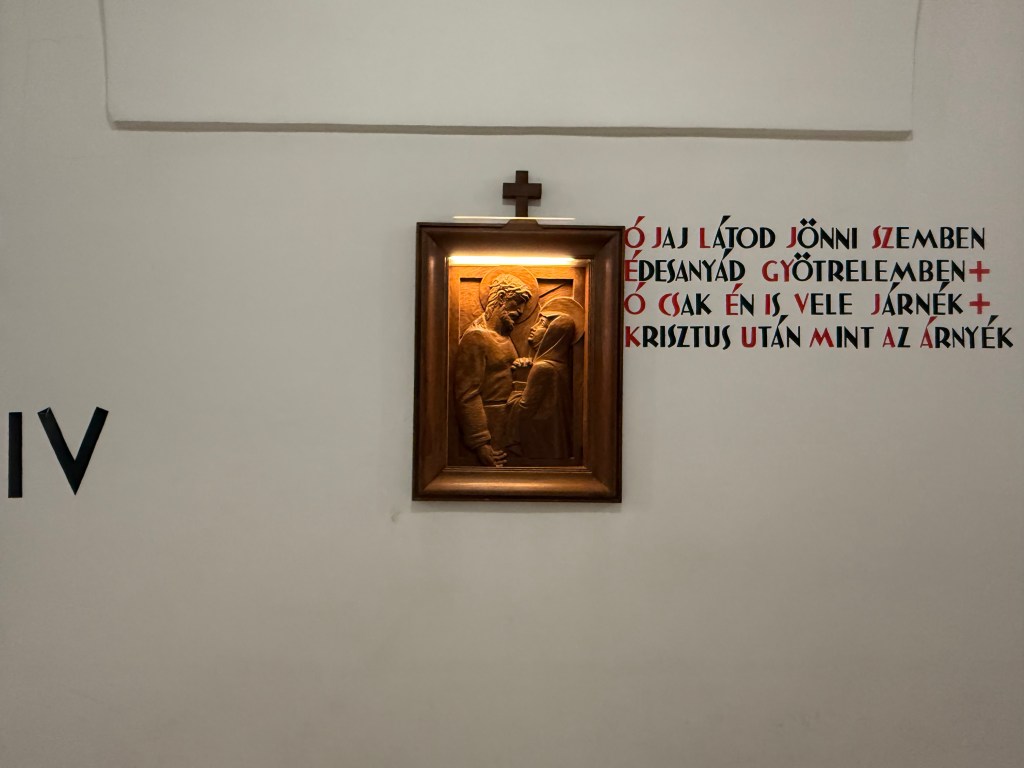 IV
Ó JAJ LÁTOD JÖNNI SZEMBEN
ÉDESANYÁD GYÖTRELEMBEN+
Ó CSAK ÉN IS VELE JÁRNÉK+
KRISZTUS UTÁN MINT AZ ÁRNYÉK